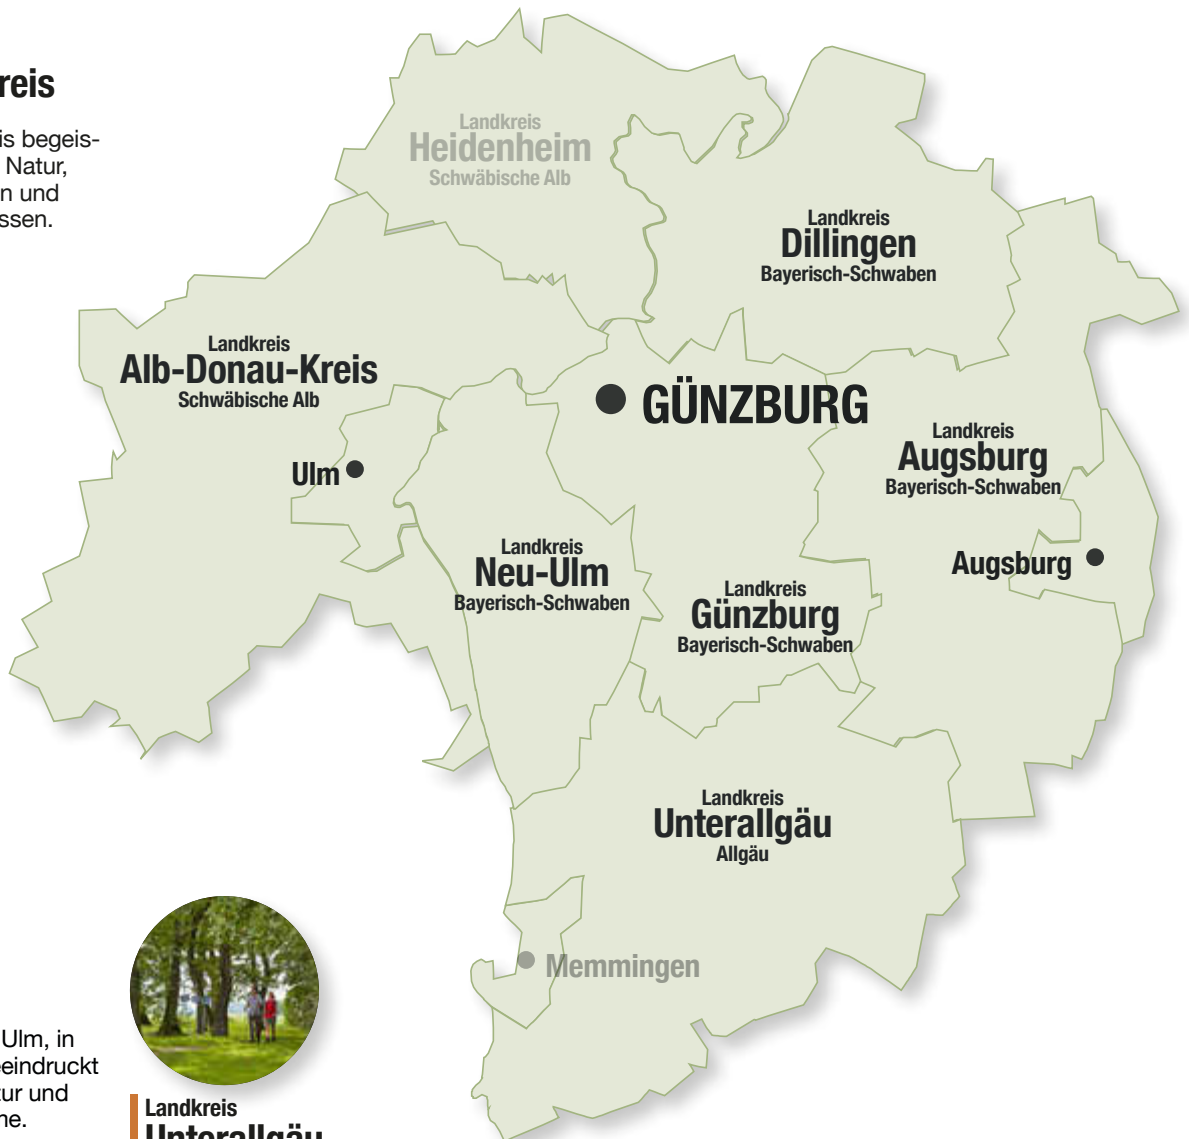 reis
is begeis-
Natur,
n und
ssen.
Landkreis
Heidenheim
Schwäbische Alb
Landkreis
Dillingen
Bayerisch-Schwaben
Landkreis
Alb-Donau-Kreis
Schwäbische Alb
GÜNZBURG
Landkreis
Augsburg
Bayerisch-Schwaben
Ulm
Landkreis
Neu-Ulm
Bayerisch-Schwaben
Augsburg
Landkreis
Günzburg
Bayerisch-Schwaben
Landkreis
Unterallgäu
Allgäu
Memmingen
Ulm, in
eindruckt
tur und
ne.
Landkreis
Unterallgäu